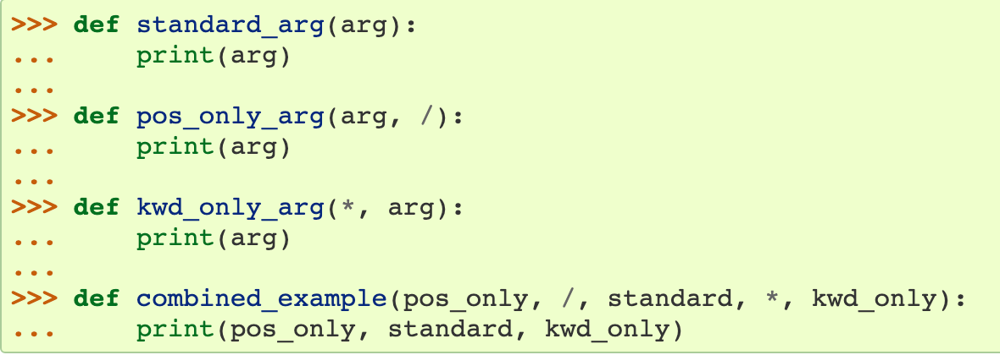 >>> def standard_arg(arg):
...     print(arg)
...
>>> def pos_only_arg(arg, /):
...     print(arg)
...
>>> def kwd_only_arg(*, arg):
...     print(arg)
...
>>> def combined_example(pos_only, /, standard, *, kwd_only):
...     print(pos_only, standard, kwd_only)